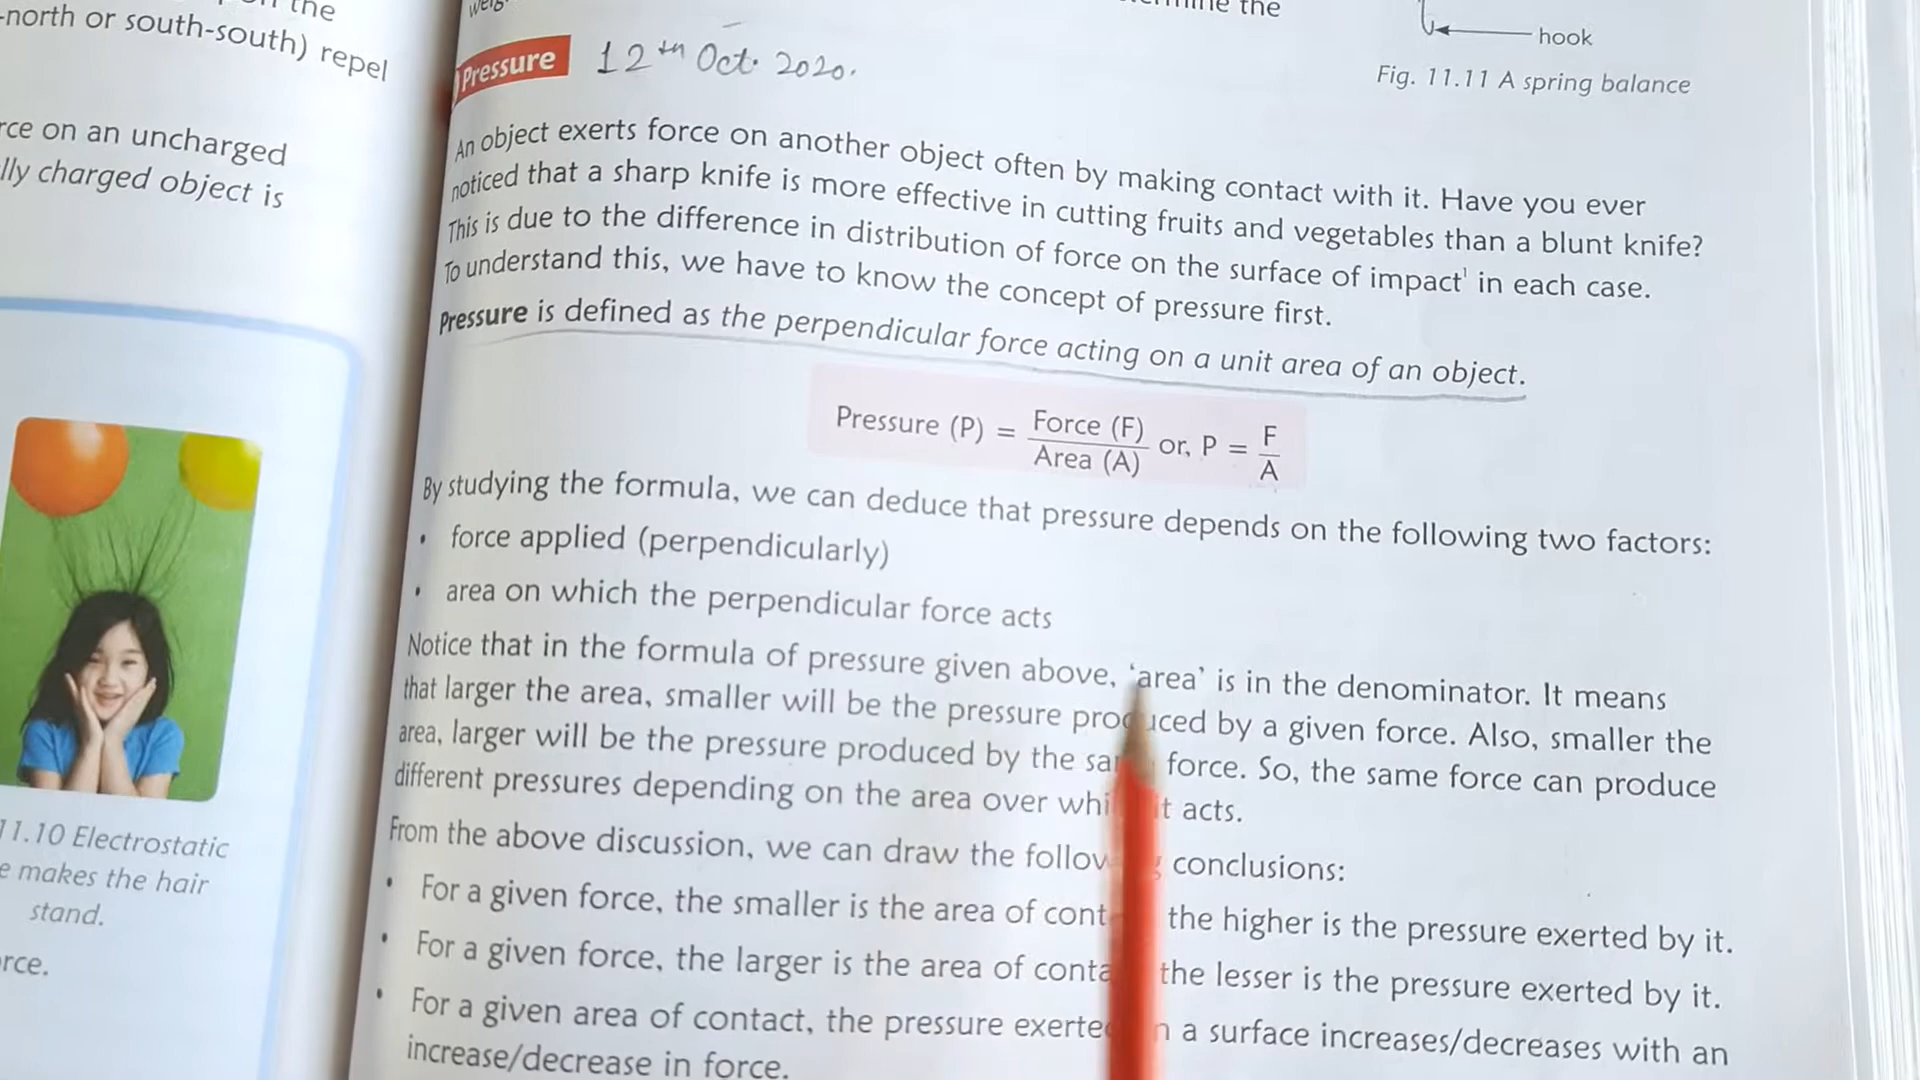 the
-north or south-south) repel
rce on an uncharged
lly charged object is
11.10 Electrostatic
e makes the hair
stand.
rce.
the
hook
Fig. 11.11 A spring balance
Pressure 12th Oct. 2020.
An object exerts force on another object often by making contact with it. Have you ever
noticed that a sharp knife is more effective in cutting fruits and vegetables than a blunt knife?
This is due to the difference in distribution of force on the surface of impact¹ in each case.
To understand this, we have to know the concept of pressure first.
Pressure is defined as the perpendicular force acting on a unit area of an object.
Pressure (P) = Force (F) / Area (A) or, P = F / A
By studying the formula, we can deduce that pressure depends on the following two factors:
• force applied (perpendicularly)
• area on which the perpendicular force acts
Notice that in the formula of pressure given above, ‘area’ is in the denominator. It means
that larger the area, smaller will be the pressure produced by a given force. Also, smaller the
area, larger will be the pressure produced by the sa force. So, the same force can produce
different pressures depending on the area over whi it acts.
From the above discussion, we can draw the follow conclusions:
• For a given force, the smaller is the area of cont the higher is the pressure exerted by it.
• For a given force, the larger is the area of conta the lesser is the pressure exerted by it.
• For a given area of contact, the pressure exerte n a surface increases/decreases with an
increase/decrease in force.